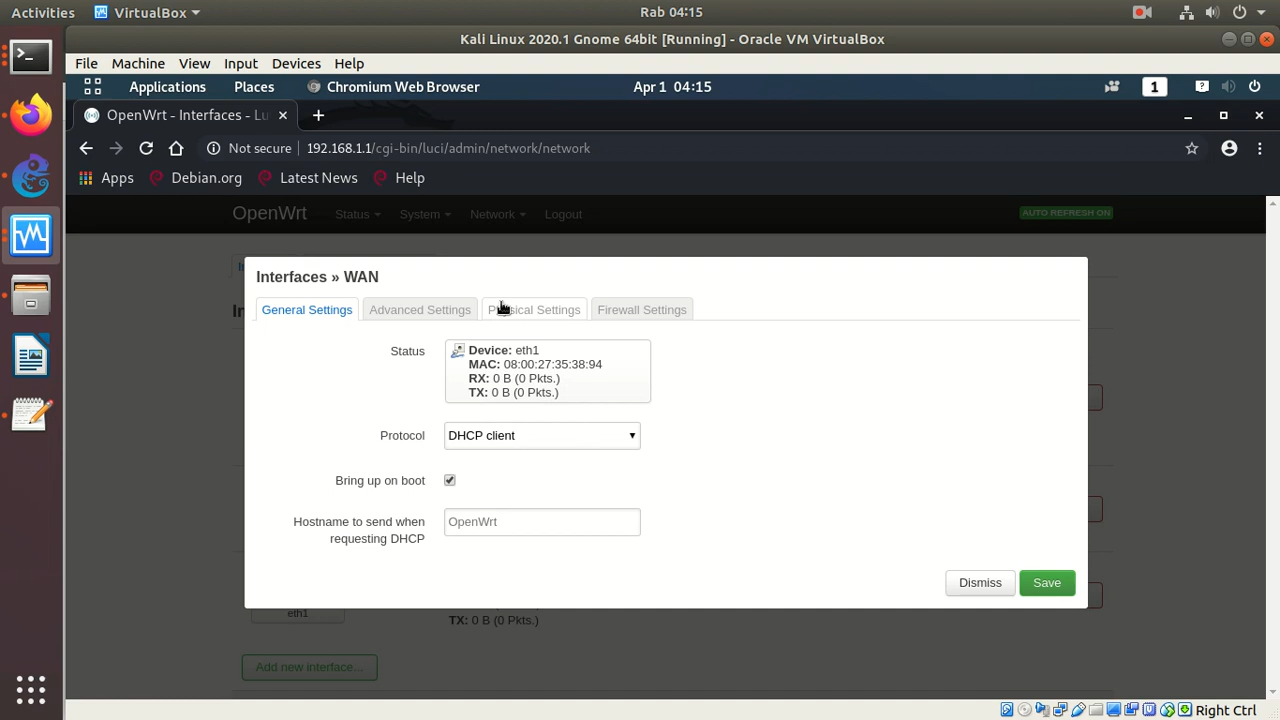 Activities
VirtualBox
Rab 04:15
Kali Linux 2020.1 Gnome 64bit [Running] - Oracle VM VirtualBox
File Machine View Input Devices Help
Applications Places Chromium Web Browser Apr 1 04:15 1
OpenWrt - Interfaces - Lu
Not secure 192.168.1.1/cgi-bin/luci/admin/network/network
Apps Debian.org Latest News Help
OpenWrt Status System Network Logout AUTO REFRESH ON
Interfaces » WAN
General Settings Advanced Settings Physical Settings Firewall Settings
Status
Device: eth1
MAC: 08:00:27:35:38:94
RX: 0 B (0 Pkts.)
TX: 0 B (0 Pkts.)
Protocol DHCP client
Bring up on boot
Hostname to send when
requesting DHCP
OpenWrt
Dismiss Save
eth1
TX: 0 B (0 Pkts.)
Add new interface...
Right Ctrl